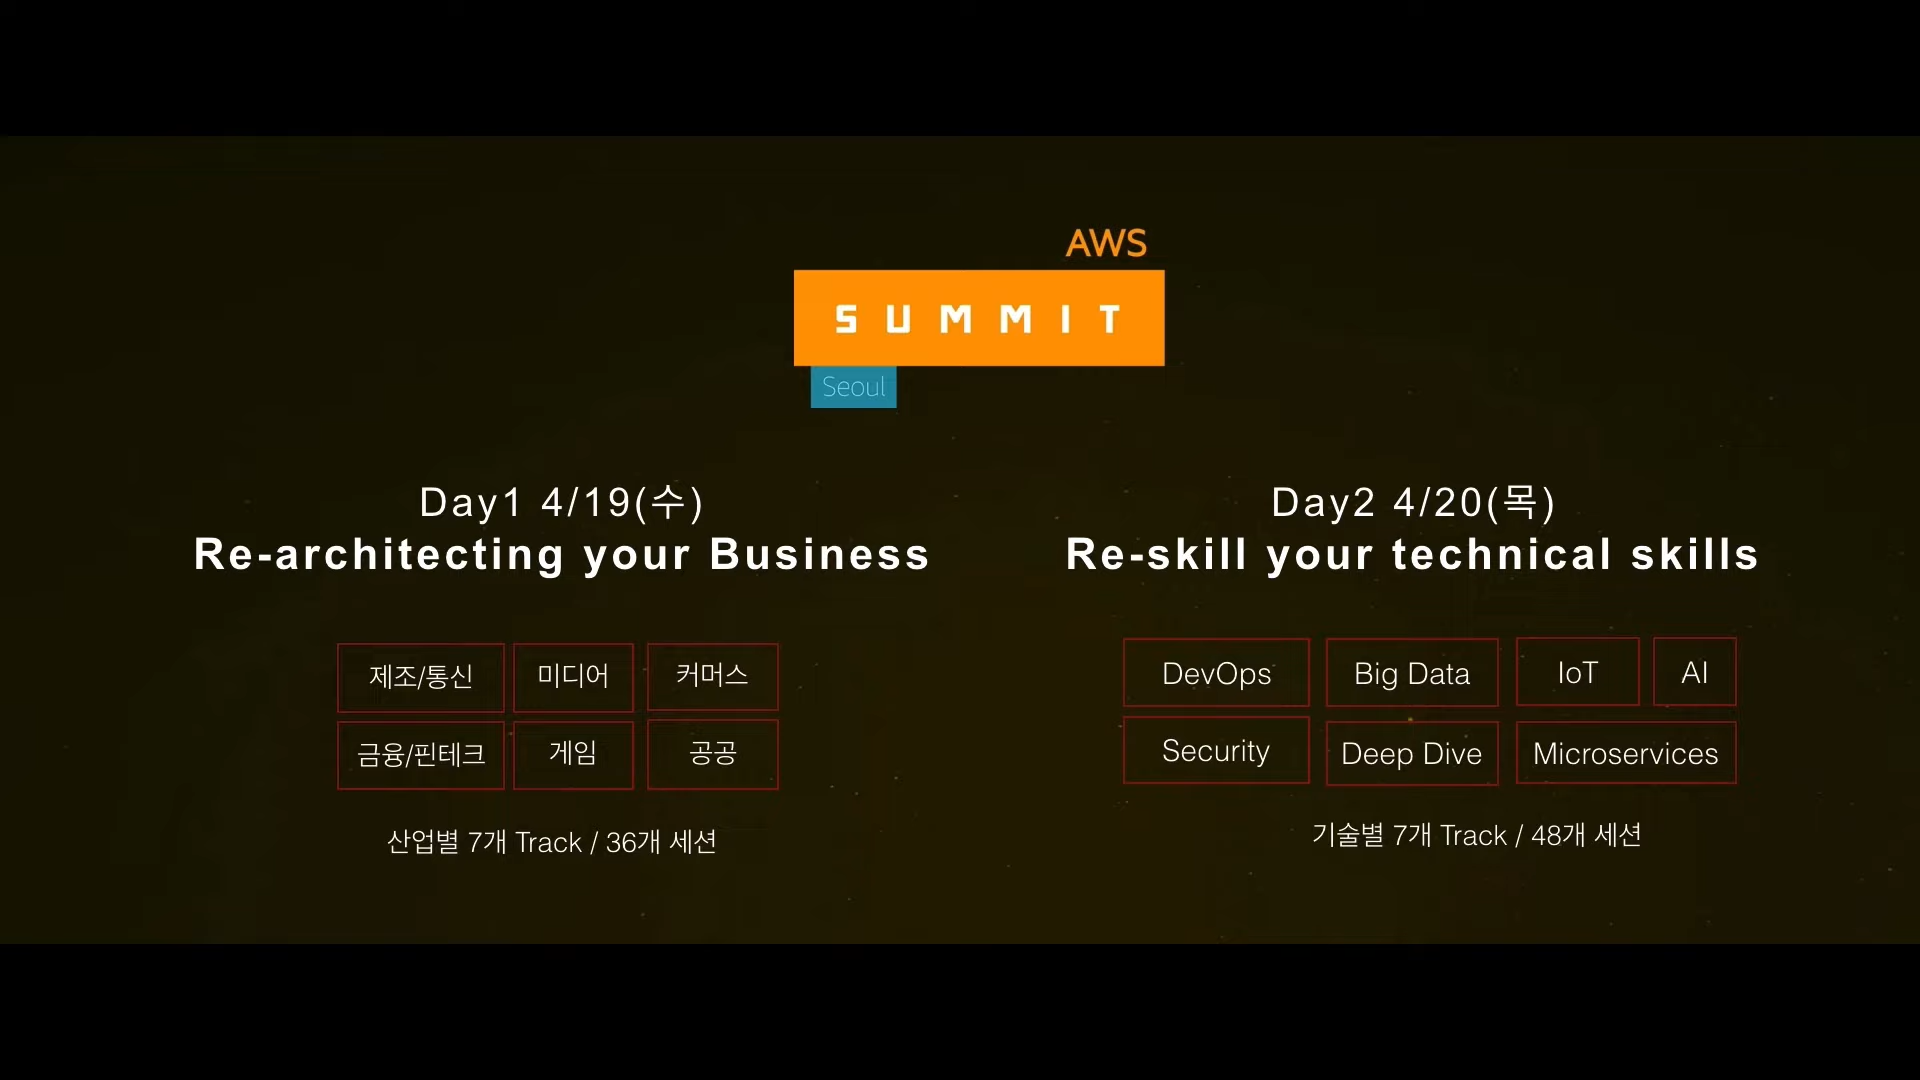 AWS
SUMMIT
Seoul
Day1 4/19(수)
Re-architecting your Business
제조/통신 미디어 커머스
금융/핀테크 게임 공공
산업별 7개 Track / 36개 세션
Day2 4/20(목)
Re-skill your technical skills
DevOps Big Data IoT AI
Security Deep Dive Microservices
기술별 7개 Track / 48개 세션